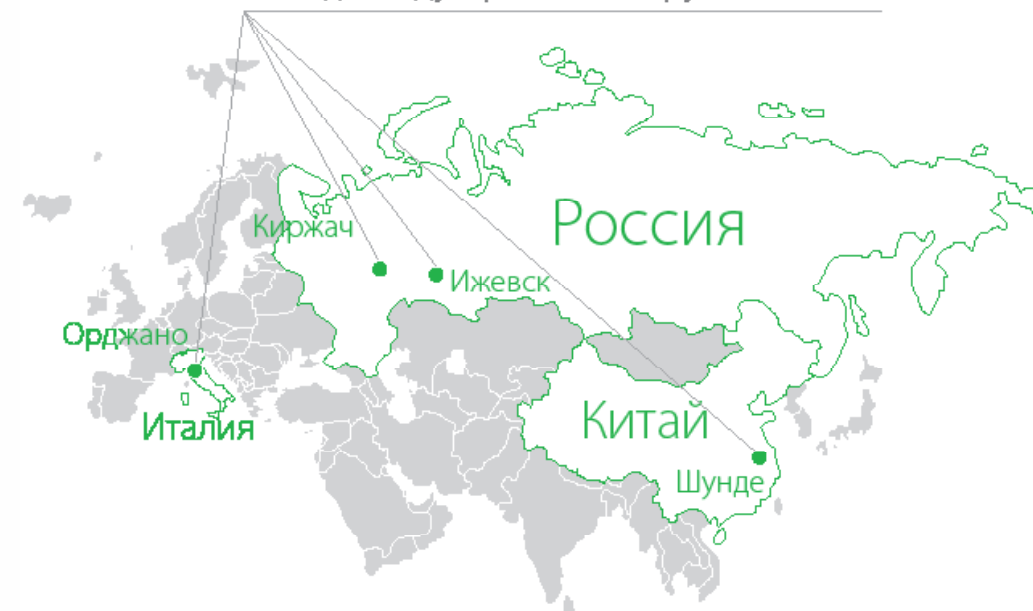 Россия
Киржач
Ижевск
Орджано
Италия
Китай
Шунде